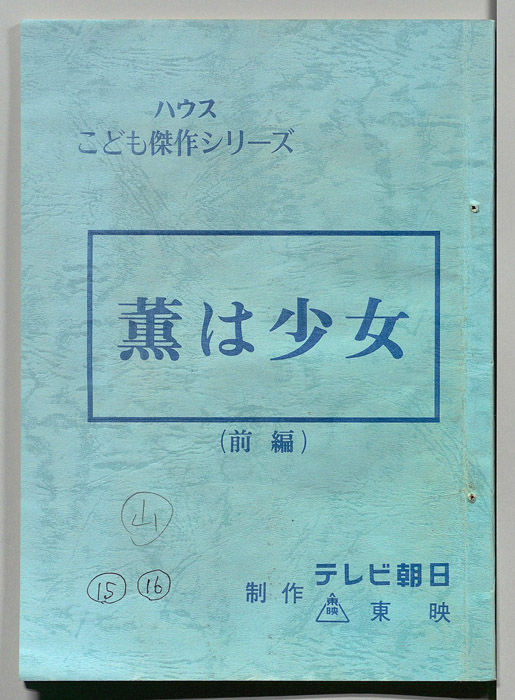 ハウス
こども傑作シリーズ
薫は少女
(前編)
山
15 16
制作 テレビ朝日
東映 東映